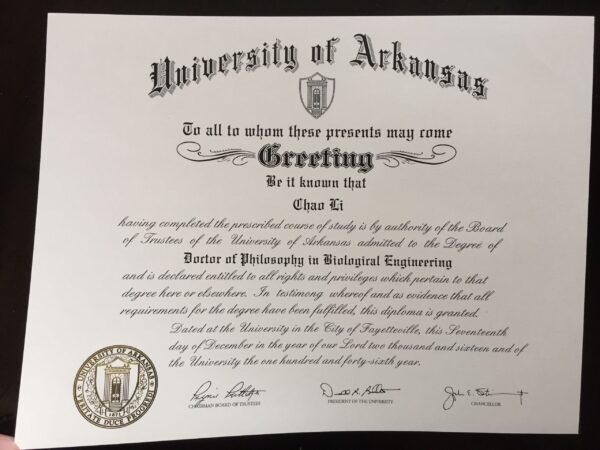 University of Arkansas
To all to whom these presents may come
Greeting
Be it known that
Chao Li
having completed the prescribed course of study is by authority of the Board
of Trustees of the University of Arkansas admitted to the Degree of
Doctor of Philosophy in Biological Engineering
and is declared entitled to all rights and privileges which pertain to that
degree here or elsewhere. In testimony whereof and as evidence that all
requirements for the degree have been fulfilled, this diploma is granted.
Dated at the University in the City of Fayetteville, this Seventeenth
day of December in the year of our Lord two thousand and sixteen and of
the University the one hundred and forty-sixth year.
UNIVERSITY OF ARKANSAS
VERITATE DUCE PROGREDI
1871
CHAIRMAN BOARD OF TRUSTEES
PRESIDENT OF THE UNIVERSITY
CHANCELLOR